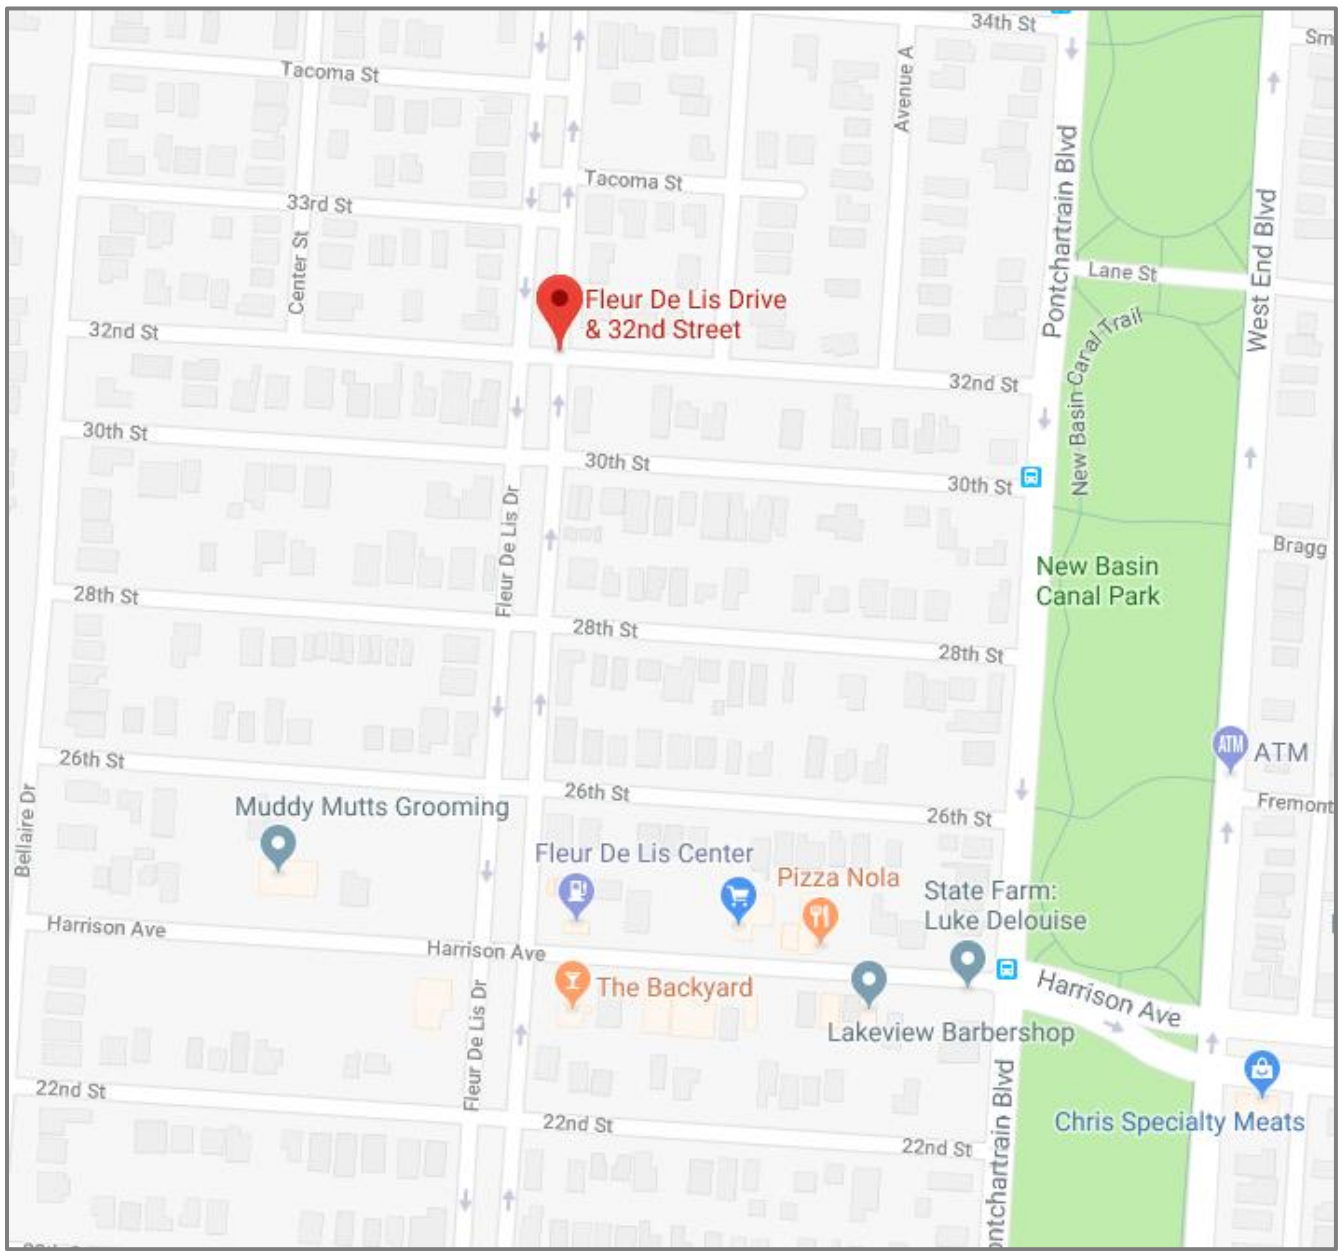 34th St
Sm
Tacoma St
Avenue A
Tacoma St
Pontchartrain Blvd
33rd St
West End Blvd
Center St
Lane St
Fleur De Lis Drive
& 32nd Street
32nd St
New Basin Canal Trail
32nd St
30th St
30th St
30th St
Fleur De Lis Dr
Bragg
New Basin
Canal Park
28th St
28th St
28th St
ATM
ATM
26th St
26th St
26th St
Fremont
Bellaire Dr
Muddy Mutts Grooming
Fleur De Lis Center
Pizza Nola
State Farm:
Luke Delouise
Harrison Ave
Harrison Ave
The Backyard
Harrison Ave
Lakeview Barbershop
Fleur De Lis Dr
22nd St
22nd St
22nd St
Chris Specialty Meats
ontchartrain Blvd